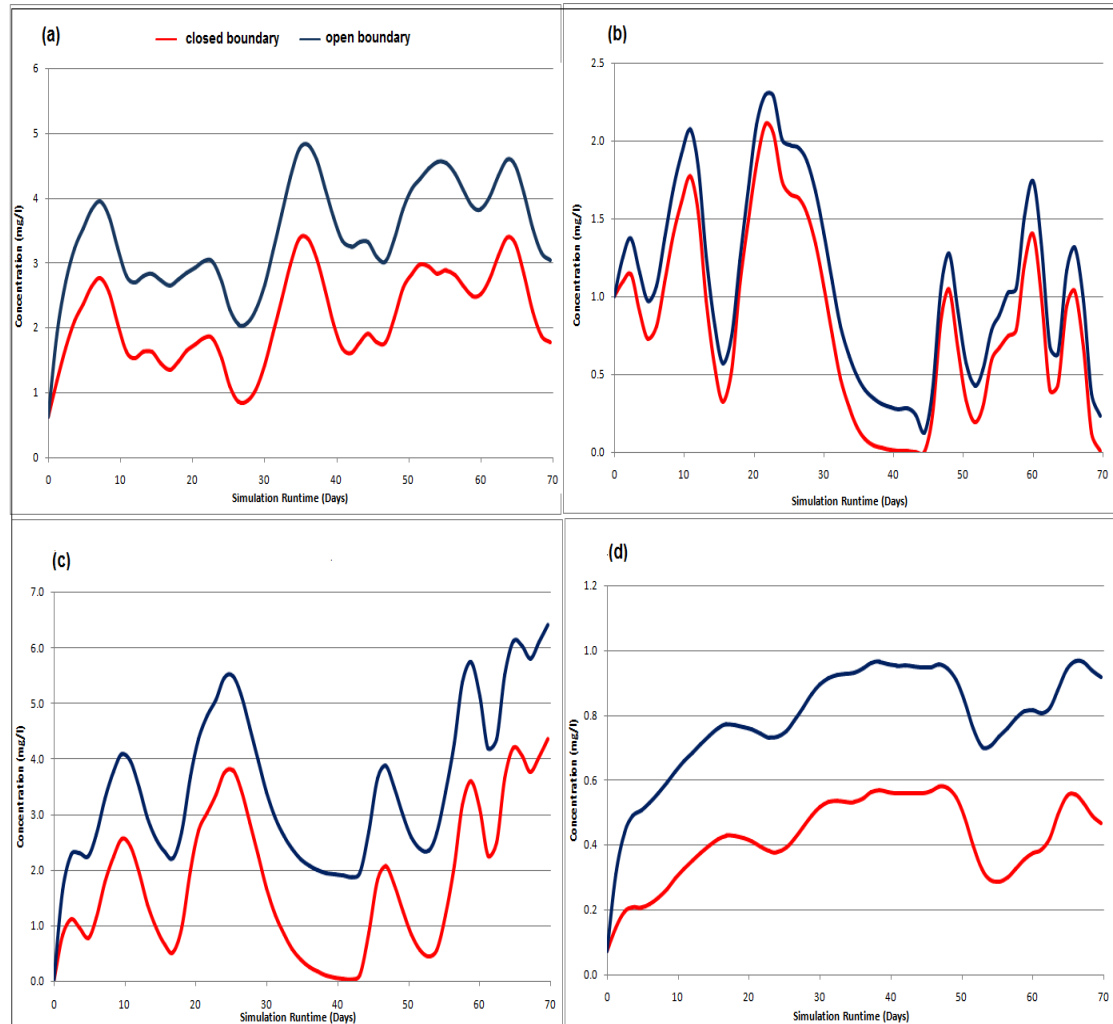 (a)
closed boundary open boundary
Concentration (mg/l)
6
5
4
3
2
1
0
0 10 20 30 40 50 60 70
Simulation Runtime (Days)
(b)
Concentration (mg/l)
2.5
2.0
1.5
1.0
0.5
0.0
0 10 20 30 40 50 60 70
Simulation Runtime (Days)
(c)
Concentration (mg/l)
7.0
6.0
5.0
4.0
3.0
2.0
1.0
0.0
0 10 20 30 40 50 60 70
Simulation Runtime (Days)
(d)
Concentration (mg/l)
1.2
1.0
0.8
0.6
0.4
0.2
0.0
0 10 20 30 40 50 60 70
Simulation Runtime (Days)